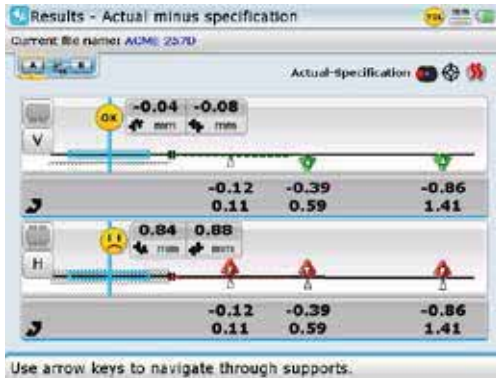 Results - Actual minus specification
TOL
Current file name: ACME 257D
A
B
Actual-Specification
OK
-0.04 -0.08
mm mm
V
-0.12 -0.39 -0.86
0.11 0.59 1.41
0.84 0.88
mm mm
H
-0.12 -0.39 -0.86
0.11 0.59 1.41
Use arrow keys to navigate through supports.